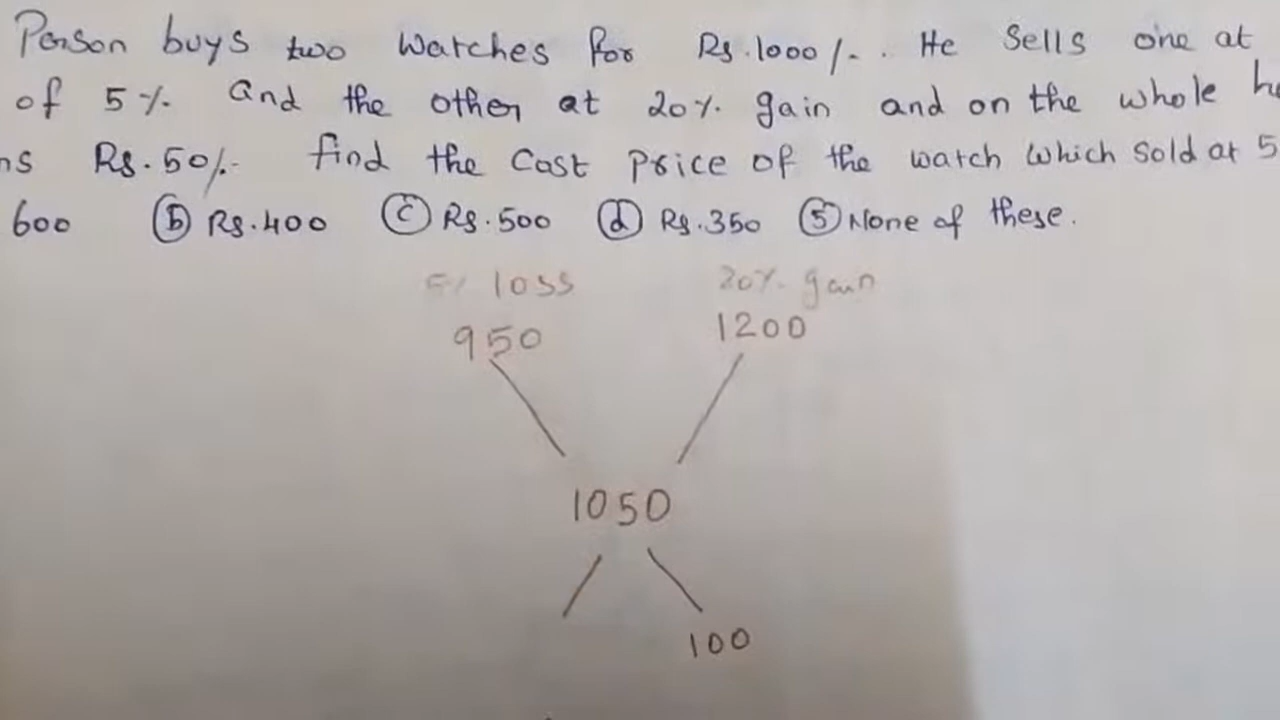 Person buys two Watches for Rs.1000/-. He Sells one at
of 5% and the other at 20% gain and on the whole he
ns Rs.50/- find the Cost Price of the watch which sold at 5
600 ⓑ Rs.400 ⓒ Rs.500 ⓓ Rs.350 ⑤ None of these.
loss 20% gain
950 1200
1050
100